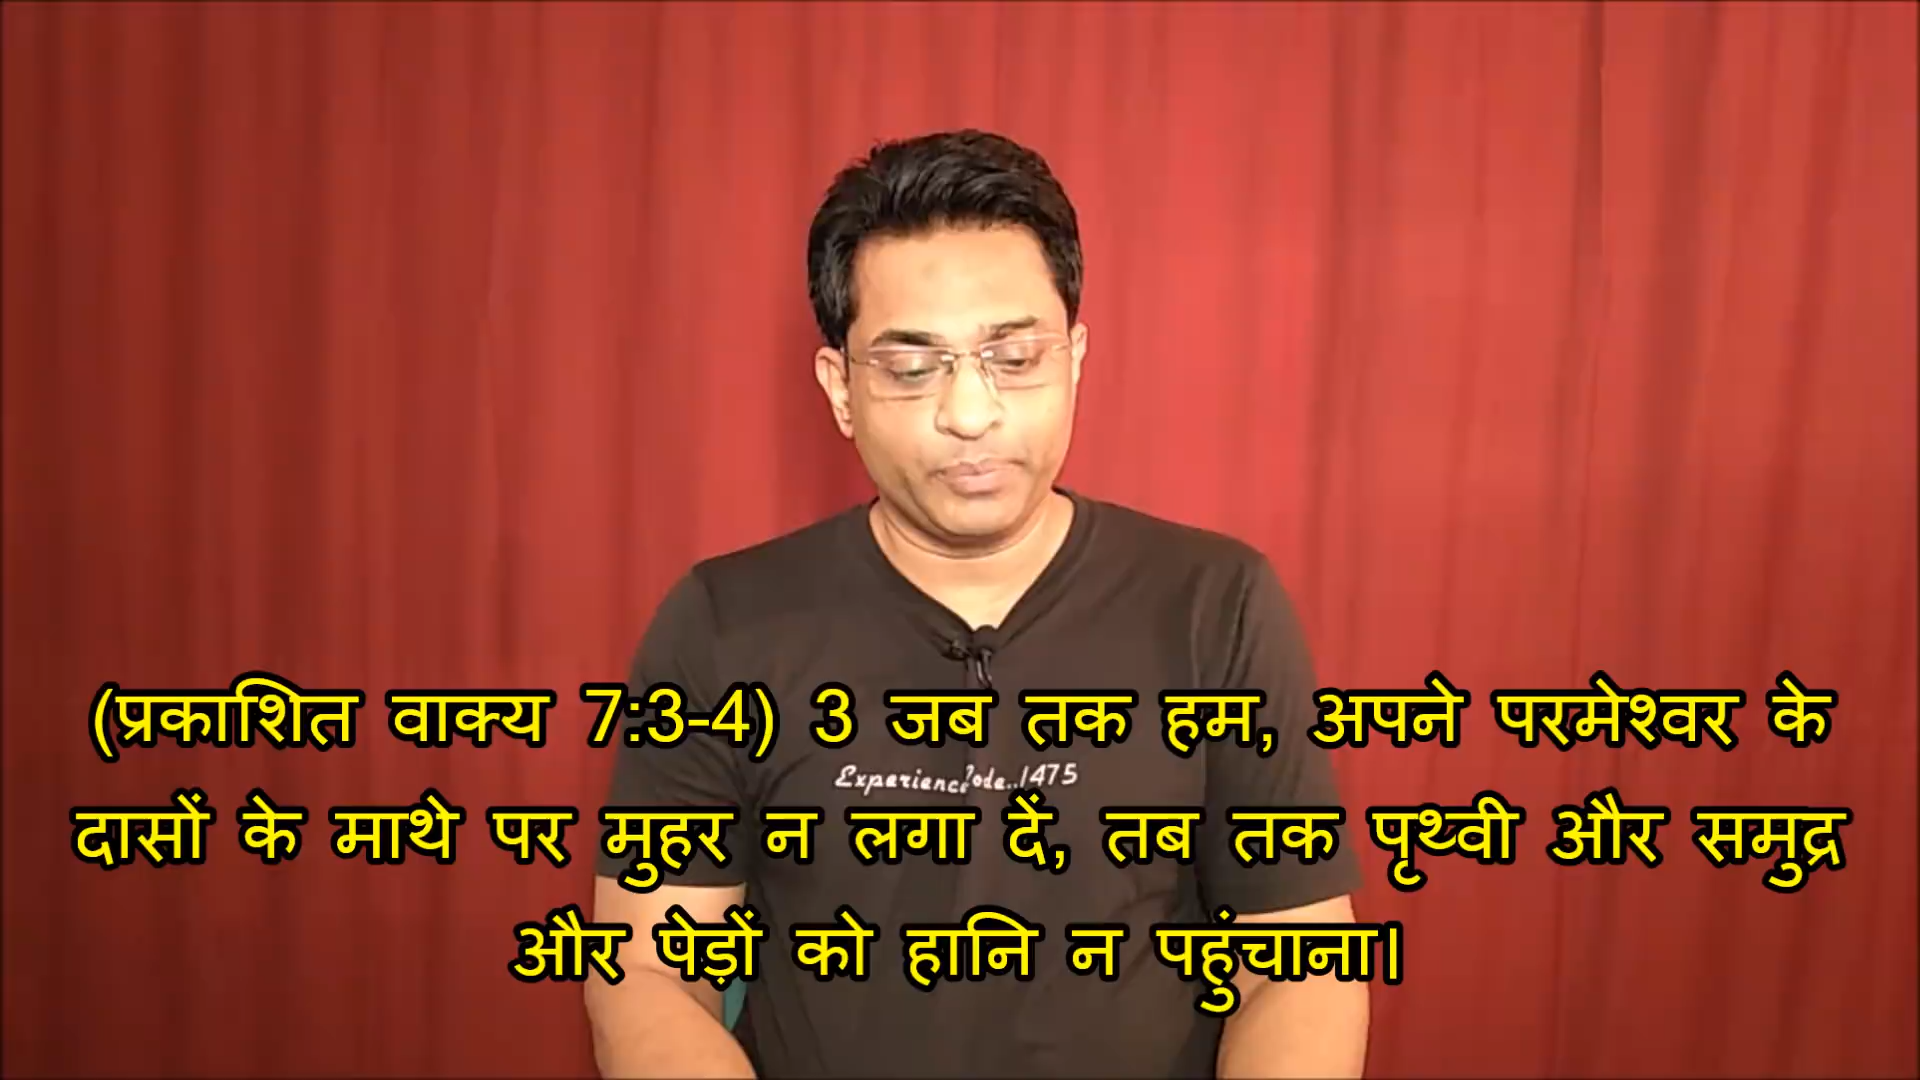 (प्रकाशित वाक्य 7:3-4) 3 जब तक हम, अपने परमेश्वर के
दासों के माथे पर मुहर न लगा दें, तब तक पृथ्वी और समुद्र
और पेड़ों को हानि न पहुंचाना।
1475